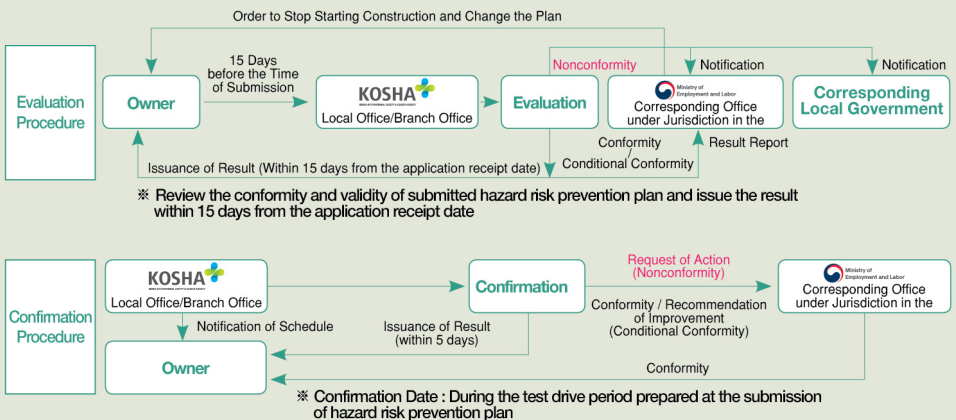 Order to Stop Starting Construction and Change the Plan
Evaluation
Procedure
Owner
15 Days
before the Time
of Submission
KOSHA
Local Office/Branch Office
Evaluation
Nonconformity
Notification
Ministry of
Employment and Labor
Corresponding Office
under Jurisdiction in the
Notification
Corresponding
Local Government
Issuance of Result (Within 15 days from the application receipt date)
Conformity
/
Conditional Conformity
Result Report
※ Review the conformity and validity of submitted hazard risk prevention plan and issue the result
within 15 days from the application receipt date
Confirmation
Procedure
KOSHA
Local Office/Branch Office
Notification of Schedule
Owner
Confirmation
Issuance of Result
(within 5 days)
Request of Action
(Nonconformity)
Conformity / Recommendation
of Improvement
(Conditional Conformity)
Ministry of
Employment and Labor
Corresponding Office
under Jurisdiction in the
Conformity
※ Confirmation Date : During the test drive period prepared at the submission
of hazard risk prevention plan